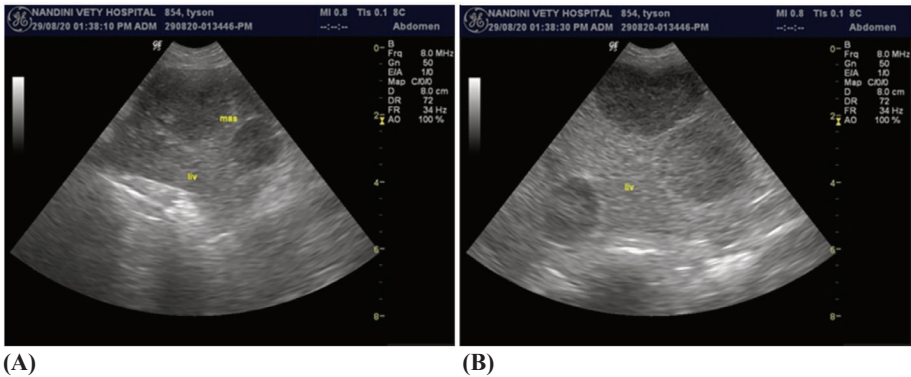 NANDINI VETY HOSPITAL 854, tyson MI 0.8 TIs 0.1 8C
29/08/20 01:38:10 PM ADM 290820-013446-PM --:--:-- Abdomen
B
Frq 8.0 MHz
Gn 50
E/A 1/0
Map C/0/0
D 8.0 cm
DR 72
FR 34 Hz
AO 100 %
0
2
4
6
8
mas
liv
(A)
NANDINI VETY HOSPITAL 854, tyson MI 0.8 TIs 0.1 8C
29/08/20 01:38:30 PM ADM 290820-013446-PM --:--:-- Abdomen
B
Frq 8.0 MHz
Gn 50
E/A 1/0
Map C/0/0
D 8.0 cm
DR 72
FR 34 Hz
AO 100 %
0
2
4
6
8
liv
(B)